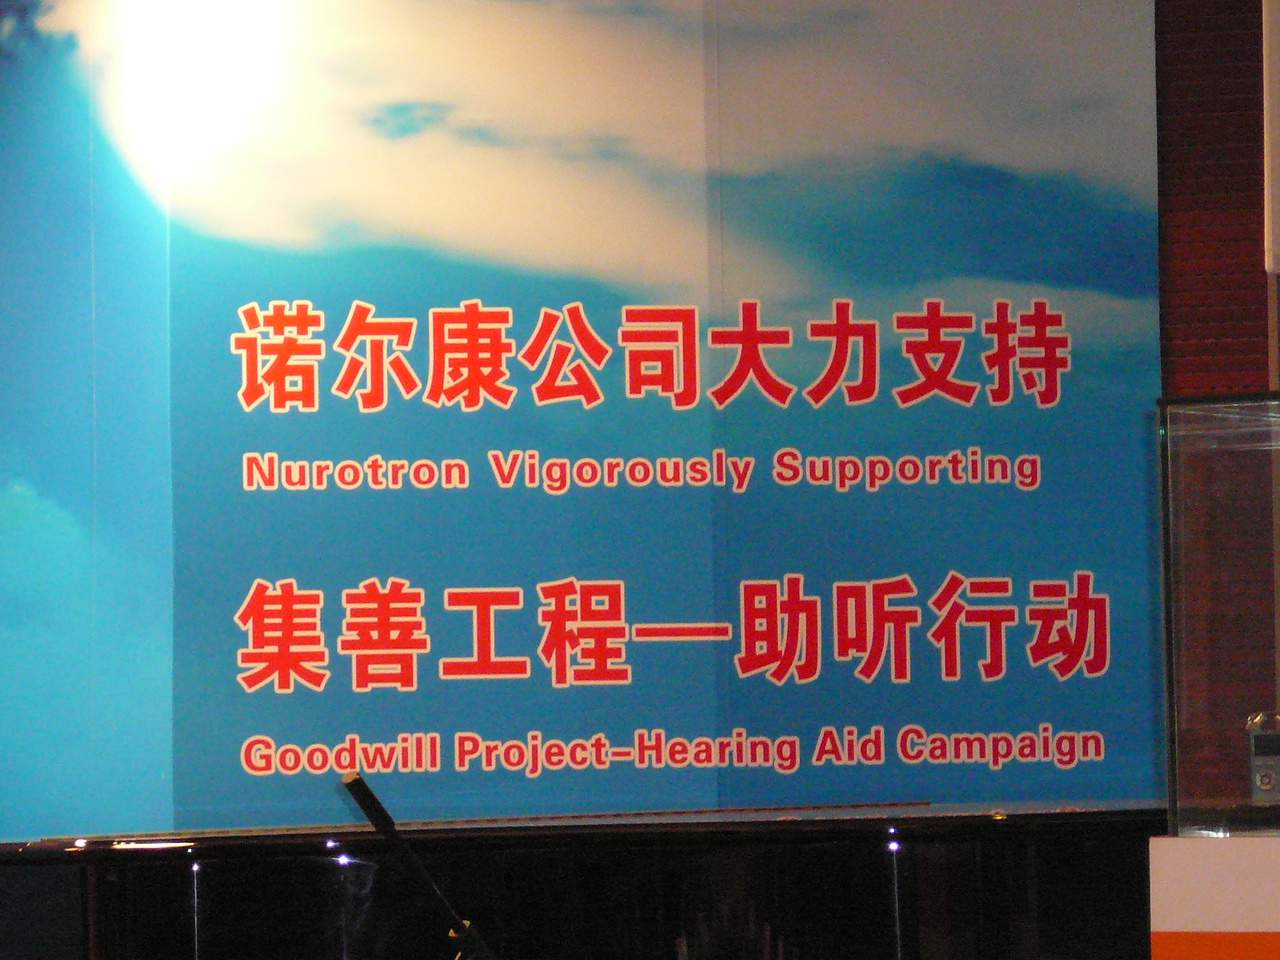 诺尔康公司大力支持
Nurotron Vigorously Supporting
集善工程—助听行动
Goodwill Project-Hearing Aid Campaign